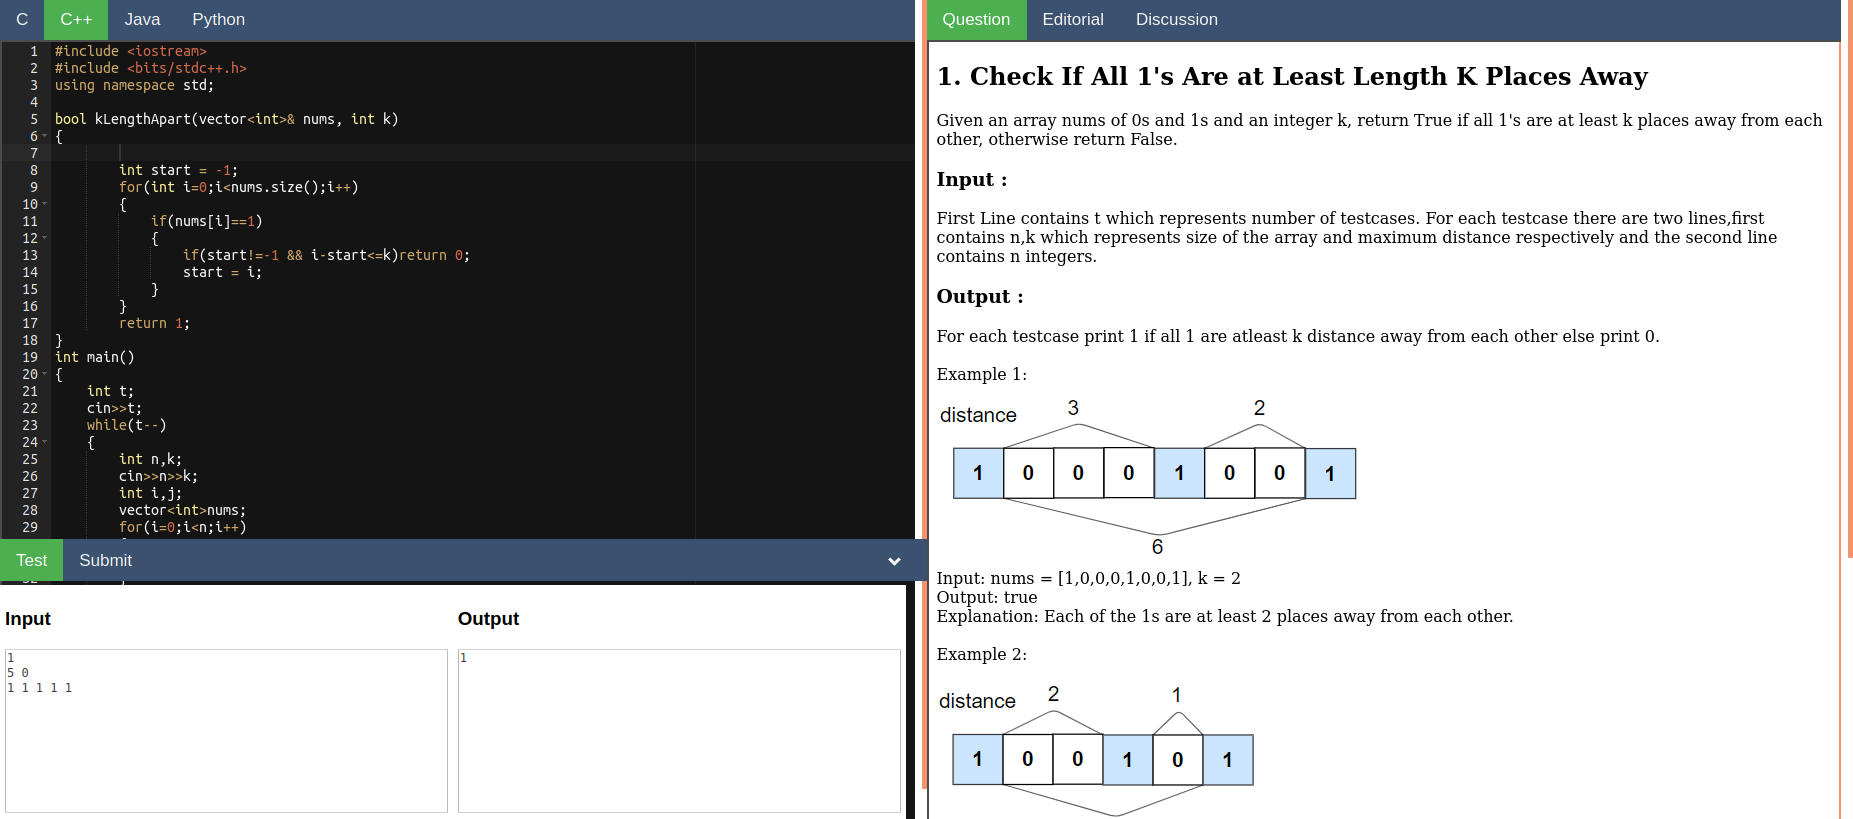 C C++ Java Python
1 #include <iostream>
2 #include <bits/stdc++.h>
3 using namespace std;
4
5 bool kLengthApart(vector<int>& nums, int k)
6 {
7
8 int start = -1;
9 for(int i=0;i<nums.size();i++)
10 {
11 if(nums[i]==1)
12 {
13 if(start!=-1 && i-start<=k)return 0;
14 start = i;
15 }
16 }
17 return 1;
18 }
19 int main()
20 {
21 int t;
22 cin>>t;
23 while(t--)
24 {
25 int n,k;
26 cin>>n>>k;
27 int i,j;
28 vector<int>nums;
29 for(i=0;i<n;i++)
Test Submit
Input
1
5 0
1 1 1 1 1
Output
1
Question Editorial Discussion
1. Check If All 1's Are at Least Length K Places Away
Given an array nums of 0s and 1s and an integer k, return True if all 1's are at least k places away from each
other, otherwise return False.
Input :
First Line contains t which represents number of testcases. For each testcase there are two lines,first
contains n,k which represents size of the array and maximum distance respectively and the second line
contains n integers.
Output :
For each testcase print 1 if all 1 are atleast k distance away from each other else print 0.
Example 1:
distance 3 2
1 0 0 0 1 0 0 1
6
Input: nums = [1,0,0,0,1,0,0,1], k = 2
Output: true
Explanation: Each of the 1s are at least 2 places away from each other.
Example 2:
distance 2 1
1 0 0 1 0 1